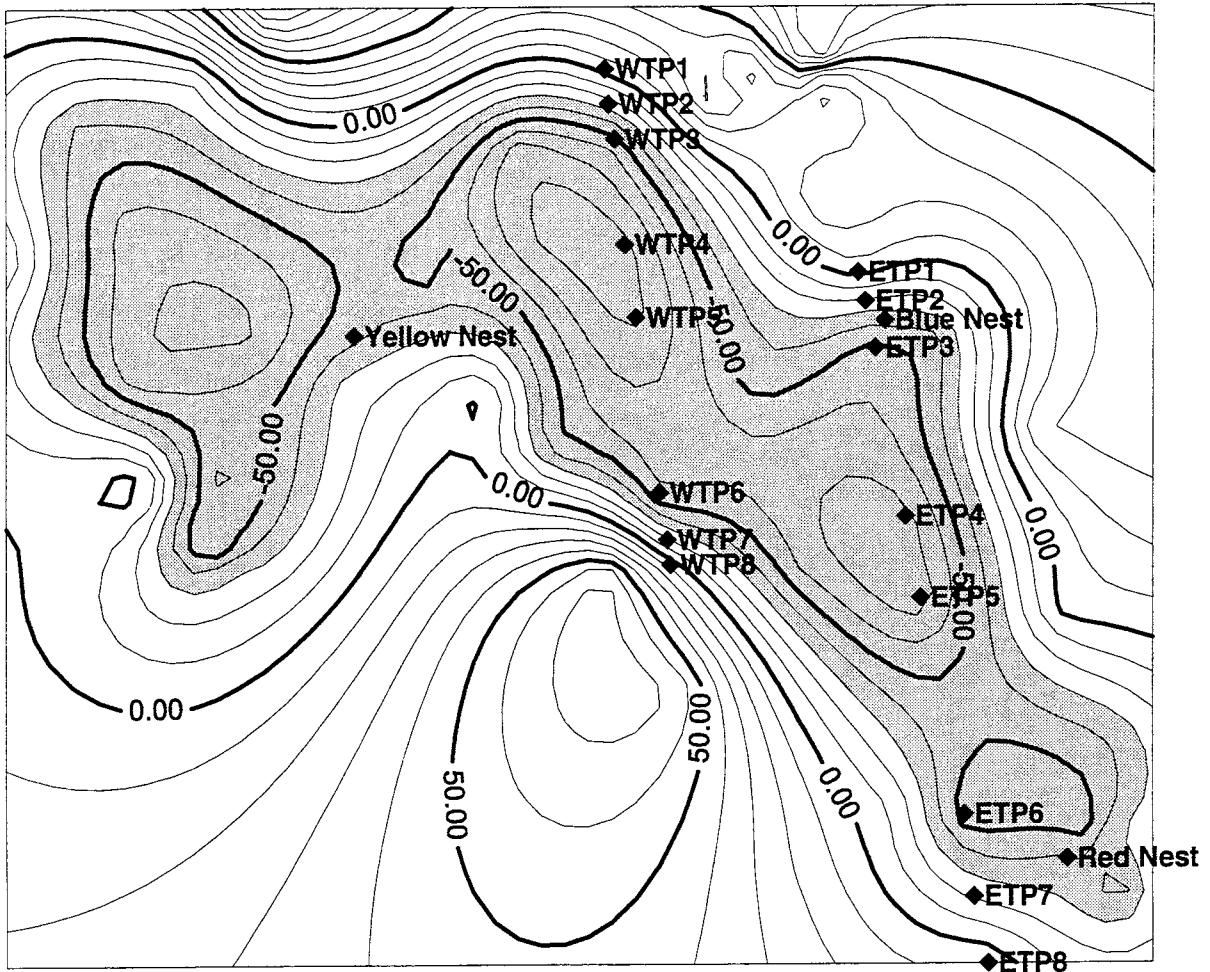 WTP1
WTP2
0.00
WTP3
0.00
WTP4
ETP1
-50.00
ETP2
WTP5
Blue Nest
-50.00
Yellow Nest
ETP3
-50.00
0.00
WTP6
ETP4
0.00
WTP7
WTP8
-50.00
ETP5
0.00
50.00
50.00
0.00
ETP6
Red Nest
ETP7
ETP8